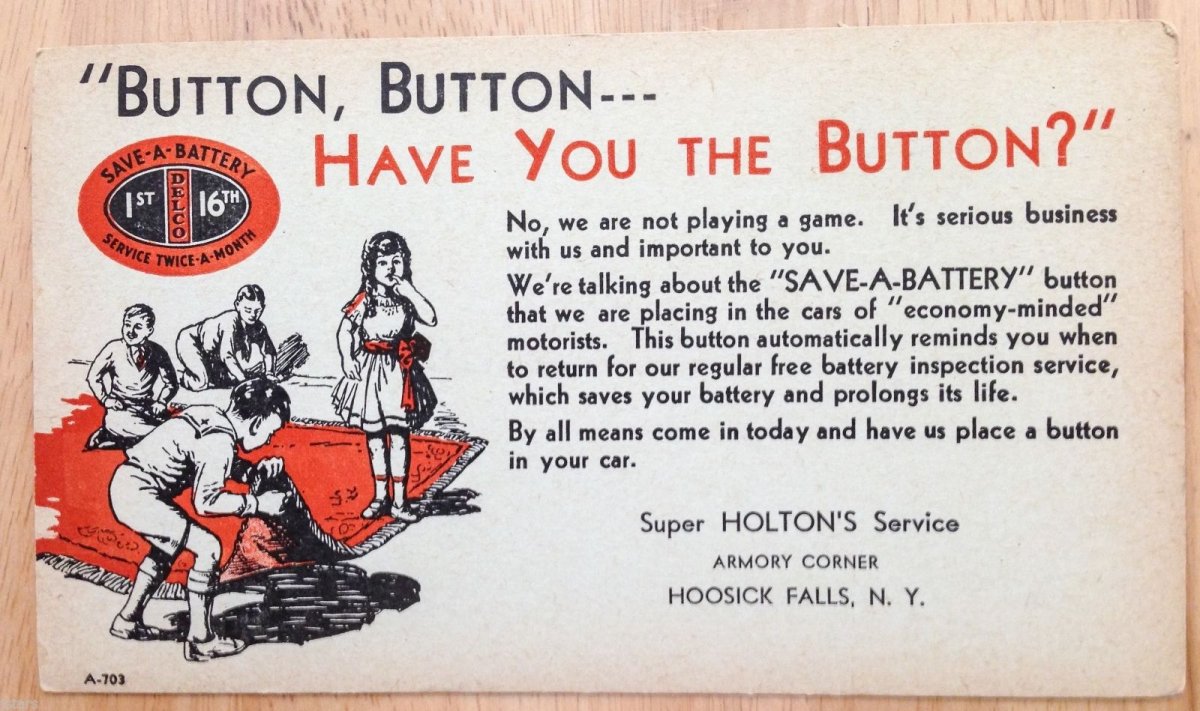 "BUTTON, BUTTON---
HAVE YOU THE BUTTON?"
SAVE-A-BATTERY
1ST DELCO 16TH
SERVICE TWICE-A-MONTH
No, we are not playing a game. It's serious business
with us and important to you.
We're talking about the "SAVE-A-BATTERY" button
that we are placing in the cars of "economy-minded"
motorists. This button automatically reminds you when
to return for our regular free battery inspection service,
which saves your battery and prolongs its life.
By all means come in today and have us place a button
in your car.
Super HOLTON'S Service
ARMORY CORNER
HOOSICK FALLS, N. Y.
A-703